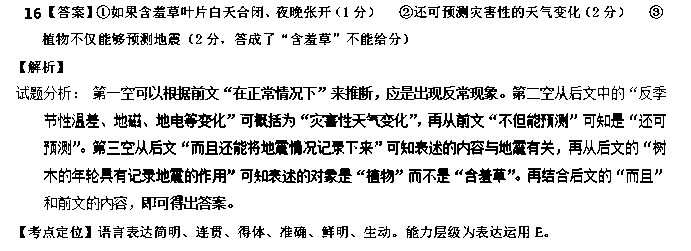 16【答案】①如果含羞草叶片白天合闭、夜晚张开(1 分) ②还可预测灾害性的天气变化(2 分) ③
植物不仅能够预测地震(2 分，答成了“含羞草”不能给分)
【解析】
试题分析： 第一空可以根据前文“在正常情况下”来推断，应是出现反常现象。第二空从后文中的“反季
节性温差、地磁、地电等变化”可概括为“灾害性天气变化”，再从前文“不但能预测”可知是“还可
预测”。第三空从后文“而且还能将地震情况记录下来”可知表述的内容与地震有关，再从后文的“树
木的年轮具有记录地震的作用”可知表述的对象是“植物”而不是“含羞草”。再结合后文的“而且”
和前文的内容，即可得出答案。
【考点定位】语言表达简明、连贯、得体、准确、鲜明、生动。能力层级为表达运用 E。